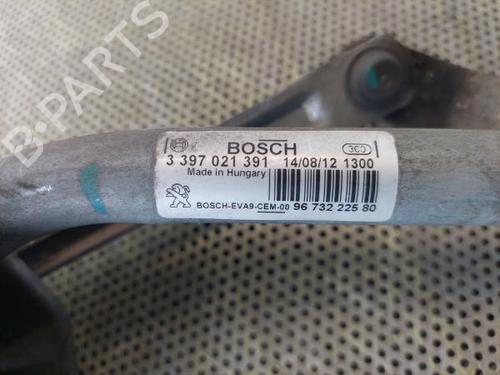 B-PARTS
BOSCH 300
3 397 021 391 14/08/12 1300
Made in Hungary
BOSCH-EVA9-CEM-00 96 732 225 80